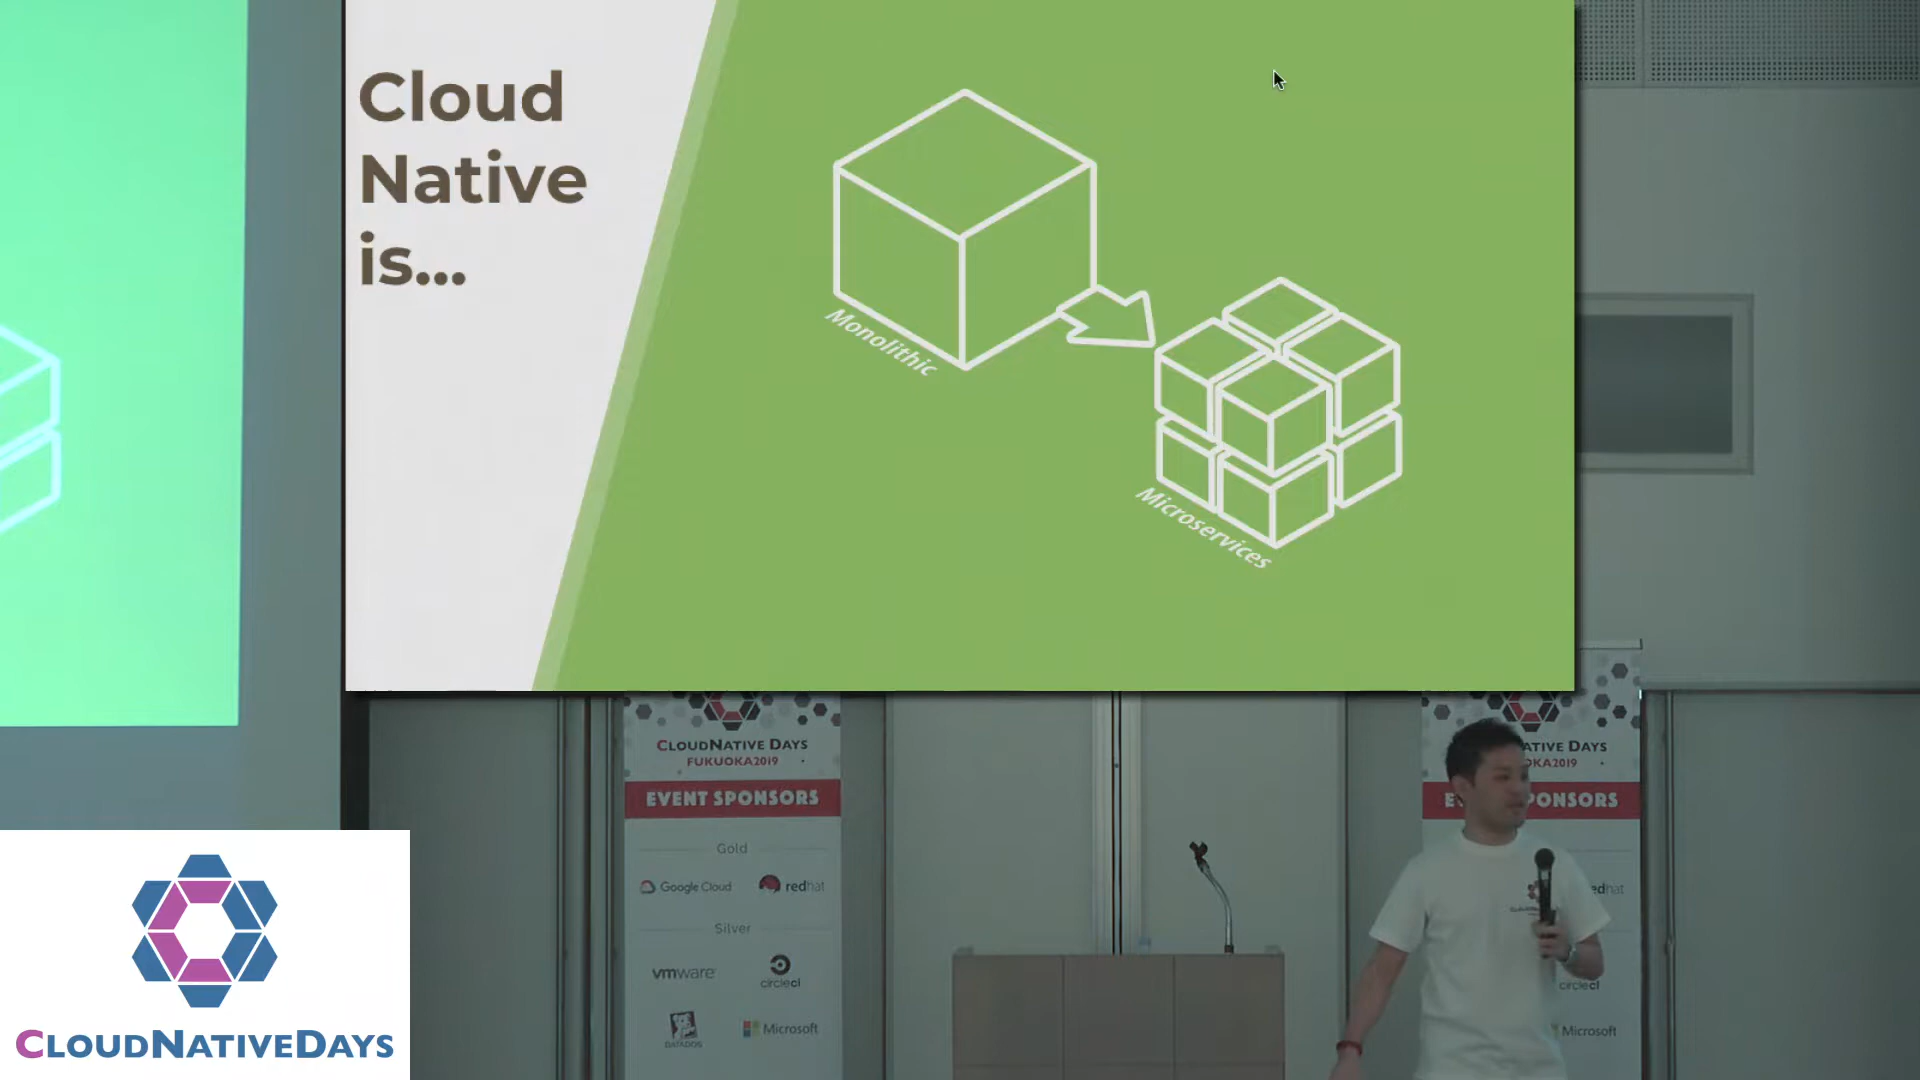 Cloud
Native
is...
Monolithic
Microservices
CLOUDNATIVE DAYS
FUKUOKA2019
EVENT SPONSORS
Gold
Google Cloud
redhat
Silver
vmware
circleci
DATADOG
Microsoft
ATIVE DAYS
OKA2019
E
PONSORS
edhat
circleci
Microsoft
CLOUDNATIVEDAYS